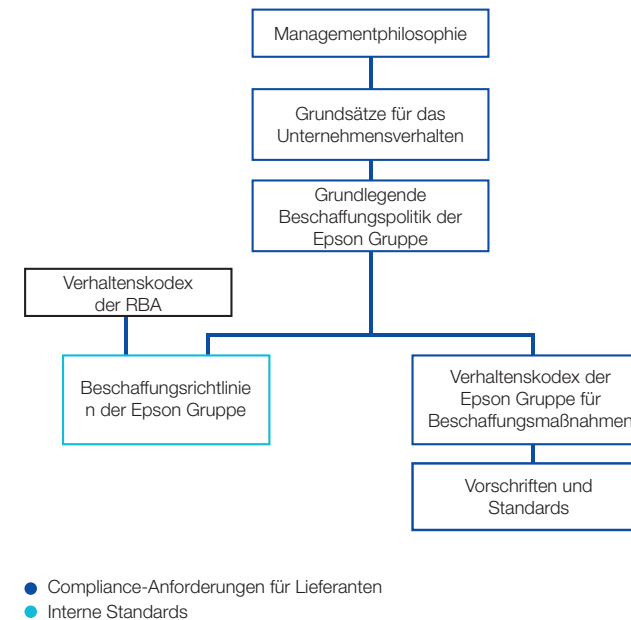 Managementphilosophie
Grundsätze für das
Unternehmensverhalten
Grundlegende
Beschaffungspolitik der
Epson Gruppe
Verhaltenskodex
der RBA
Beschaffungsrichtlinie
n der Epson Gruppe
Verhaltenskodex der
Epson Gruppe für
Beschaffungsmaßnahmen
Vorschriften und
Standards
Compliance-Anforderungen für Lieferanten
Interne Standards